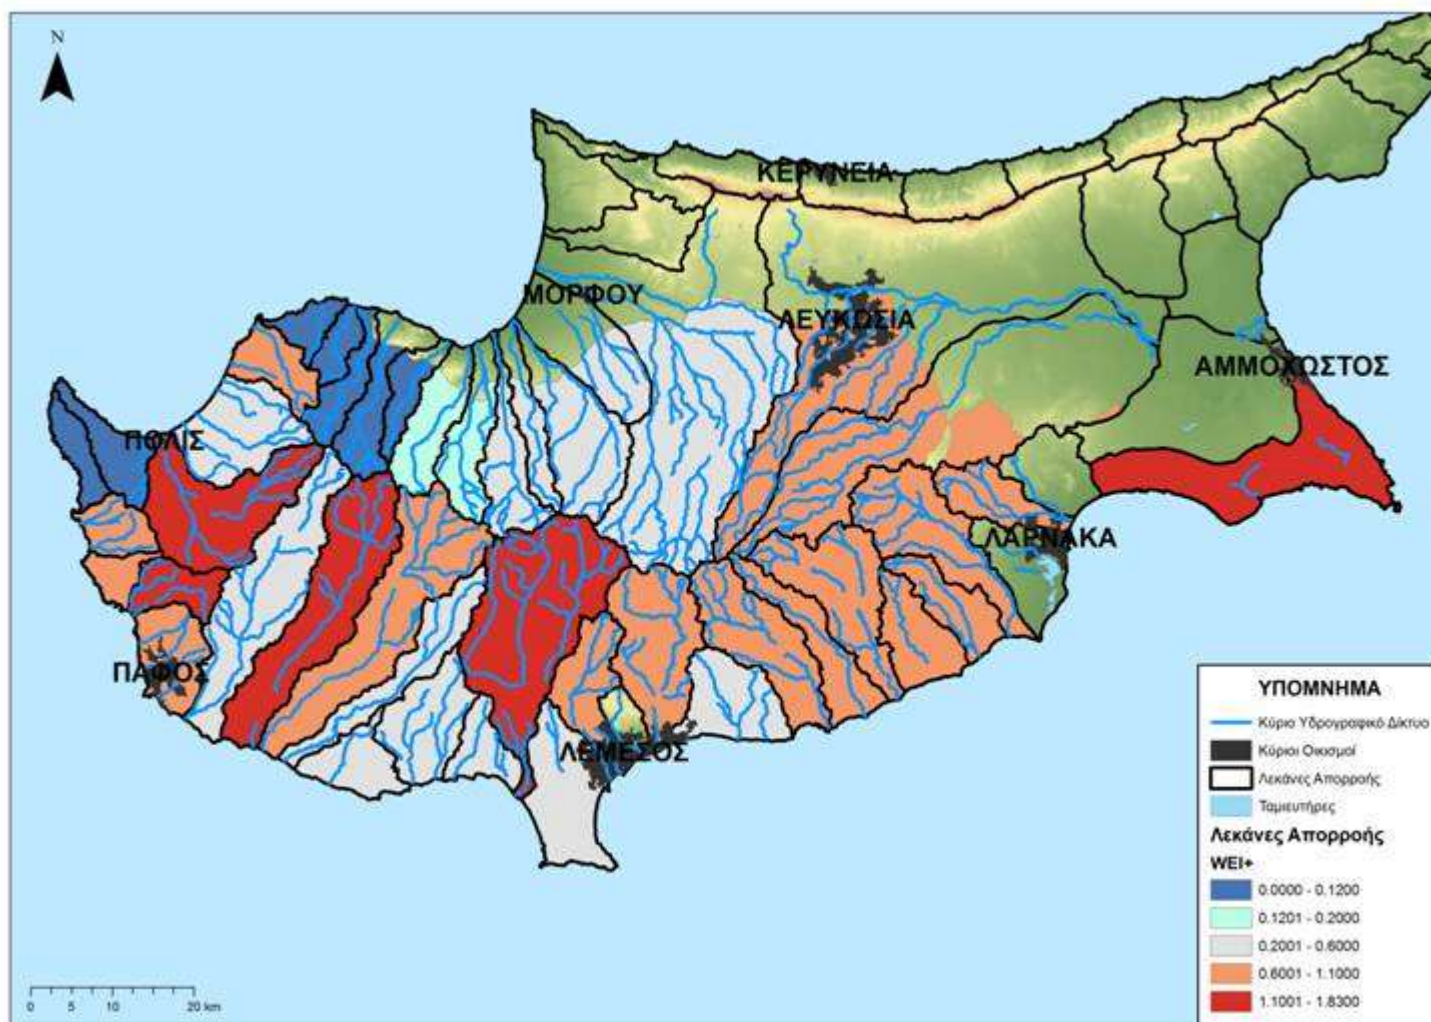 N
ΚΕΡΥΝΕΙΑ
ΜΟΡΦΟΥ
ΛΕΥΚΩΣΙΑ
ΑΜΜΟΧΩΣΤΟΣ
ΠΟΛΙΣ
ΛΑΡΝΑΚΑ
ΠΑΦΟΣ
ΛΕΜΕΣΟΣ
ΥΠΟΜΝΗΜΑ
Κύριο Υδρογραφικό Δίκτυο
Κύριοι Οικισμοί
Λεκάνες Απορροής
Ταμιευτήρες
Λεκάνες Απορροής
WEI+
0.0000 - 0.1200
0.1201 - 0.2000
0.2001 - 0.6000
0.6001 - 1.1000
1.1001 - 1.8300
0 5 10 20 km